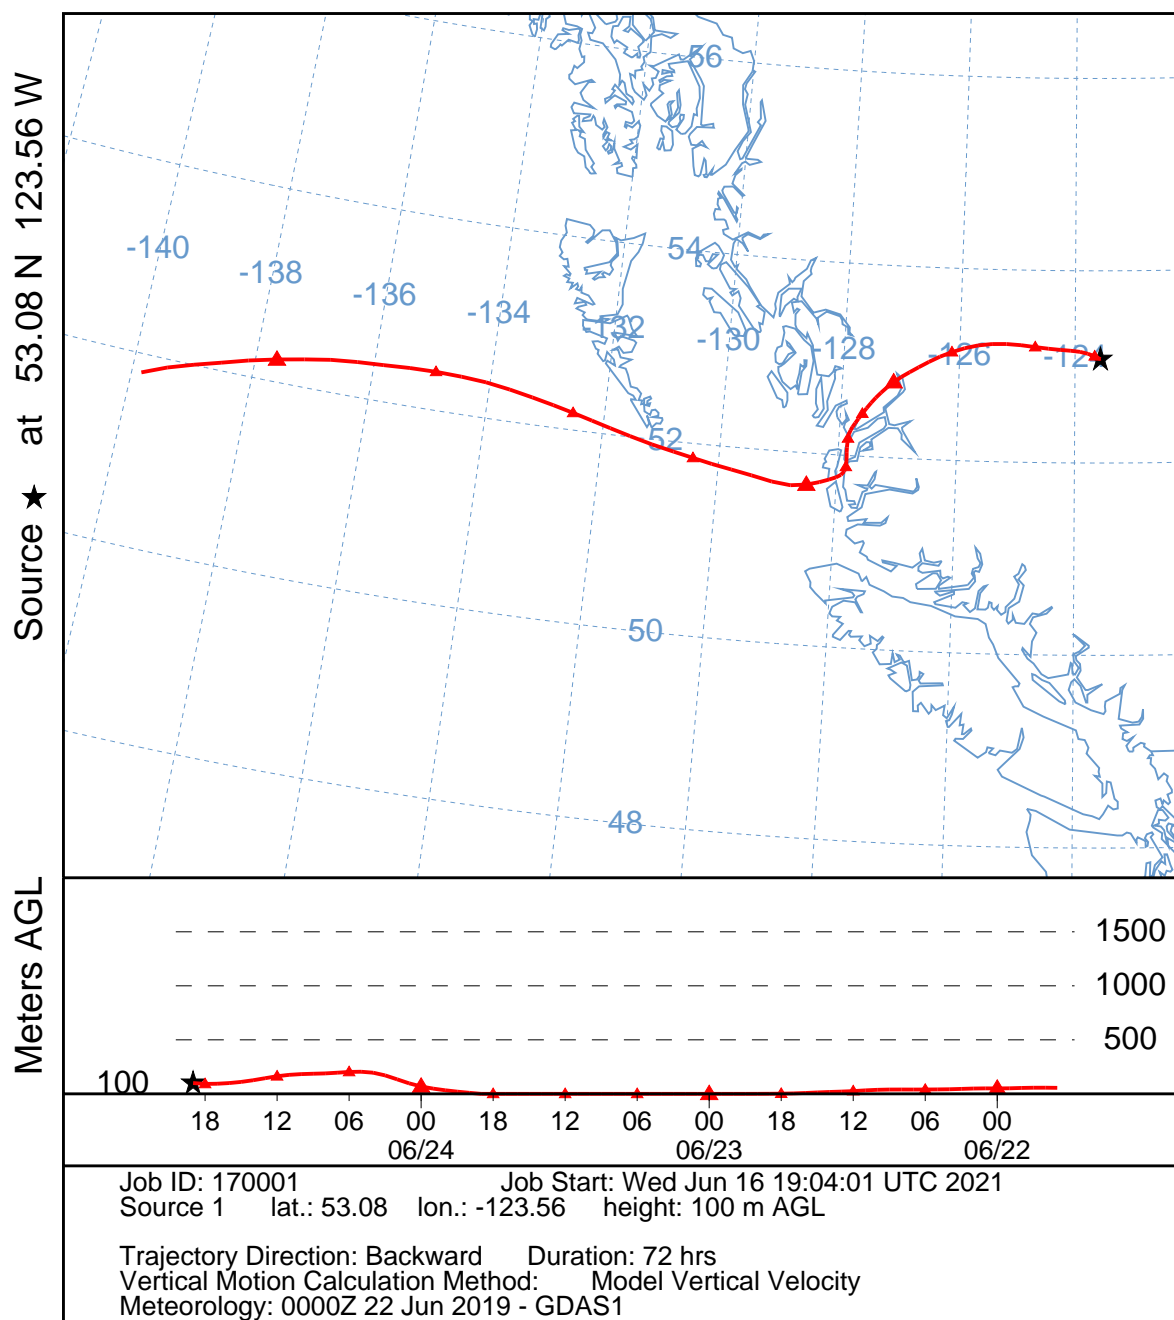 Source ★ at 53.08 N 123.56 W
56
-140
-138
-136
-134
54
-132
-130
-128
-126
-124
52
50
48
Meters AGL
1500
1000
500
100
18 12 06 00 18 12 06 00 18 12 06 00
06/24 06/23 06/22
Job ID: 170001 Job Start: Wed Jun 16 19:04:01 UTC 2021
Source 1 lat.: 53.08 lon.: -123.56 height: 100 m AGL
Trajectory Direction: Backward Duration: 72 hrs
Vertical Motion Calculation Method: Model Vertical Velocity
Meteorology: 0000Z 22 Jun 2019 - GDAS1